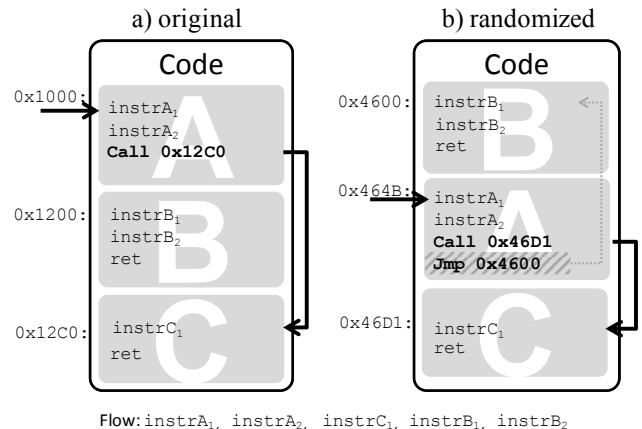 a) original
Code
0x1000:
A
instrA₁
instrA₂
Call 0x12C0
0x1200:
B
instrB₁
instrB₂
ret
0x12C0:
C
instrC₁
ret
b) randomized
Code
0x4600:
B
instrB₁
instrB₂
ret
0x464B:
A
instrA₁
instrA₂
Call 0x46D1
Jmp 0x4600
0x46D1:
C
instrC₁
ret
Flow: instrA₁, instrA₂, instrC₁, instrB₁, instrB₂